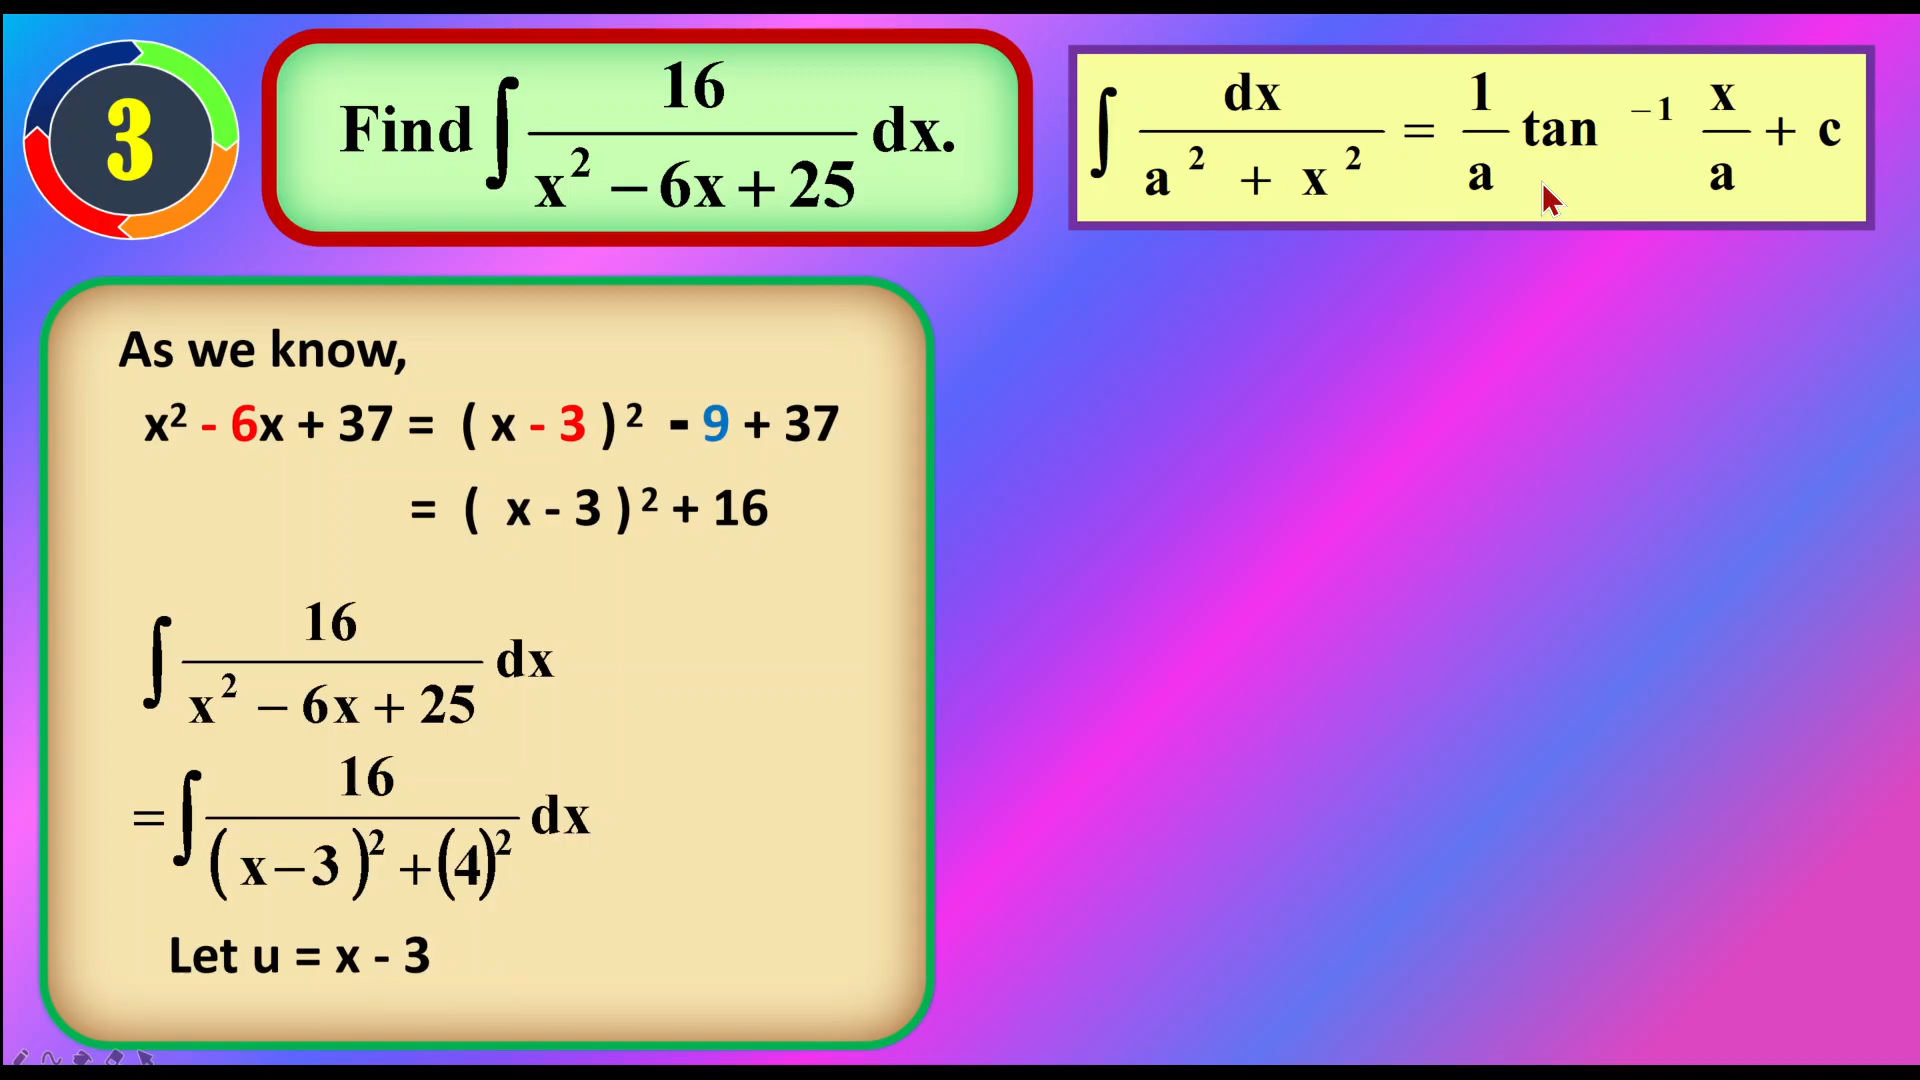 3
Find ∫ 16 / (x² − 6x + 25) dx.
∫ dx / (a² + x²) = 1/a tan⁻¹ x/a + c
As we know,
x² - 6x + 37 = ( x - 3 )² - 9 + 37
= ( x - 3 )² + 16
∫ 16 / (x² − 6x + 25) dx
= ∫ 16 / ((x − 3)² + (4)²) dx
Let u = x - 3